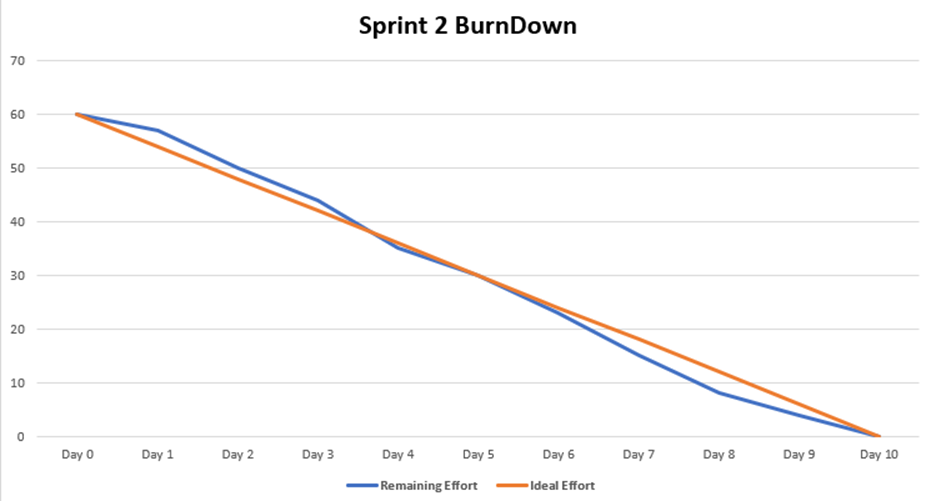 Sprint 2 BurnDown
70
60
50
40
30
20
10
0
Day 0 Day 1 Day 2 Day 3 Day 4 Day 5 Day 6 Day 7 Day 8 Day 9 Day 10
Remaining Effort Ideal Effort